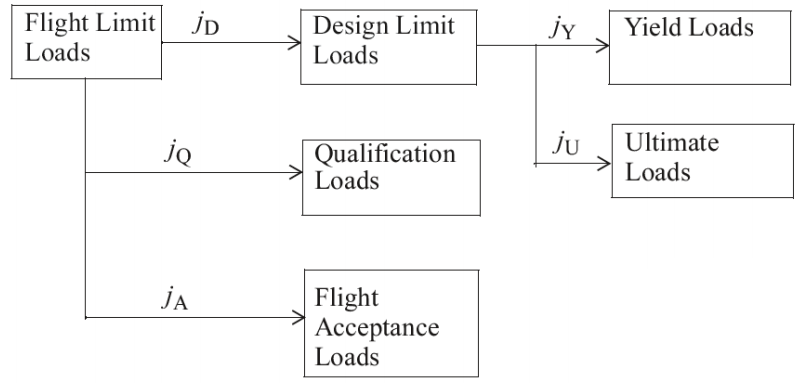 Flight Limit
Loads
jD
Design Limit
Loads
jY
Yield Loads
jU
Ultimate
Loads
jQ
Qualification
Loads
jA
Flight
Acceptance
Loads